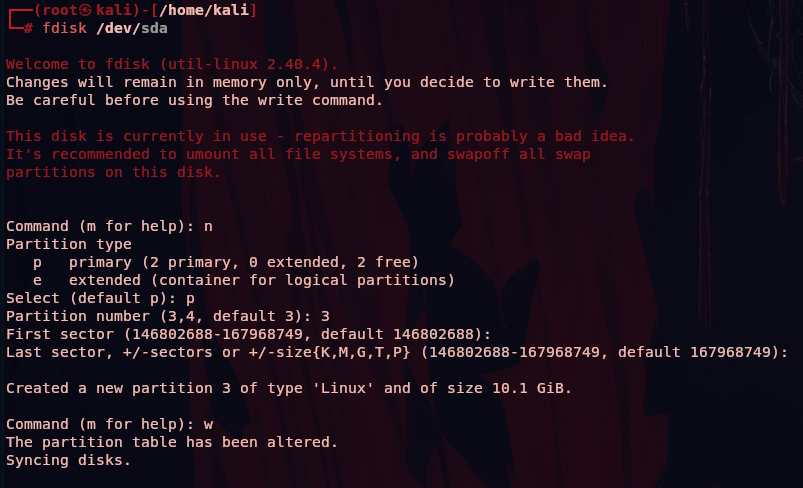 ┌──(root㉿kali)-[/home/kali]
└─# fdisk /dev/sda
Welcome to fdisk (util-linux 2.40.4).
Changes will remain in memory only, until you decide to write them.
Be careful before using the write command.
This disk is currently in use - repartitioning is probably a bad idea.
It's recommended to umount all file systems, and swapoff all swap
partitions on this disk.
Command (m for help): n
Partition type
   p   primary (2 primary, 0 extended, 2 free)
   e   extended (container for logical partitions)
Select (default p): p
Partition number (3,4, default 3): 3
First sector (146802688-167968749, default 146802688):
Last sector, +/-sectors or +/-size{K,M,G,T,P} (146802688-167968749, default 167968749):
Created a new partition 3 of type 'Linux' and of size 10.1 GiB.
Command (m for help): w
The partition table has been altered.
Syncing disks.